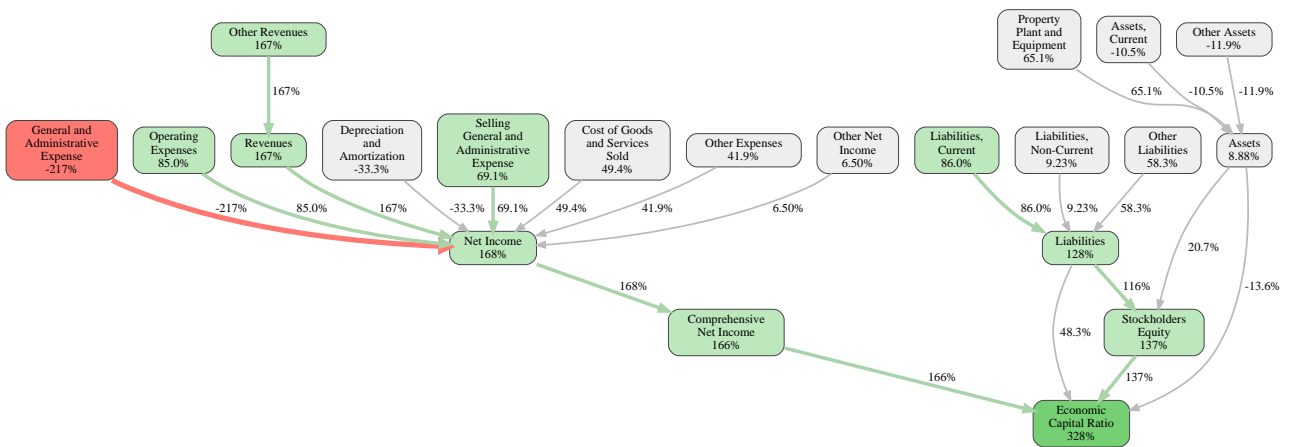 Other Revenues
167%
Property
Plant and
Equipment
65.1%
Assets,
Current
-10.5%
Other Assets
-11.9%
167%
65.1%
-10.5%
-11.9%
General and
Administrative
Expense
-217%
Operating
Expenses
85.0%
Revenues
167%
Depreciation
and
Amortization
-33.3%
Selling
General and
Administrative
Expense
69.1%
Cost of Goods
and Services
Sold
49.4%
Other Expenses
41.9%
Other Net
Income
6.50%
Liabilities,
Current
86.0%
Liabilities,
Non-Current
9.23%
Other
Liabilities
58.3%
Assets
8.88%
-217%
85.0%
167%
-33.3%
69.1%
49.4%
41.9%
6.50%
86.0%
9.23%
58.3%
Net Income
168%
Liabilities
128%
20.7%
168%
116%
-13.6%
Comprehensive
Net Income
166%
48.3%
Stockholders
Equity
137%
166%
137%
Economic
Capital Ratio
328%